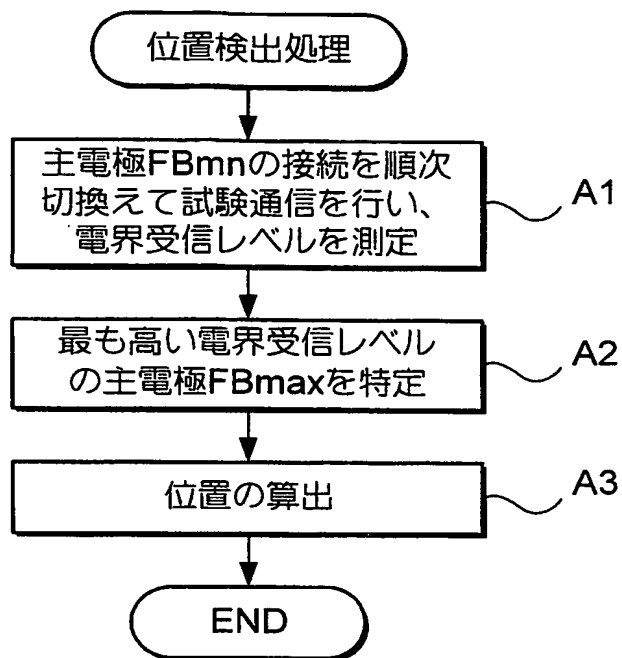 位置検出処理
主電極FBmnの接続を順次
切換えて試験通信を行い、
電界受信レベルを測定
A1
最も高い電界受信レベル
の主電極FBmaxを特定
A2
位置の算出
A3
END